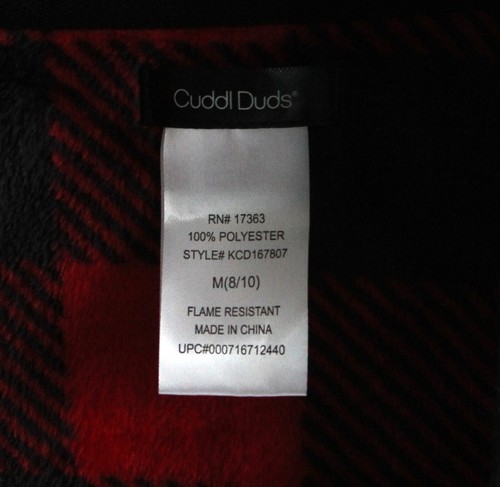 Cuddl Duds®
RN# 17363
100% POLYESTER
STYLE# KCD167807
M(8/10)
FLAME RESISTANT
MADE IN CHINA
UPC#000716712440